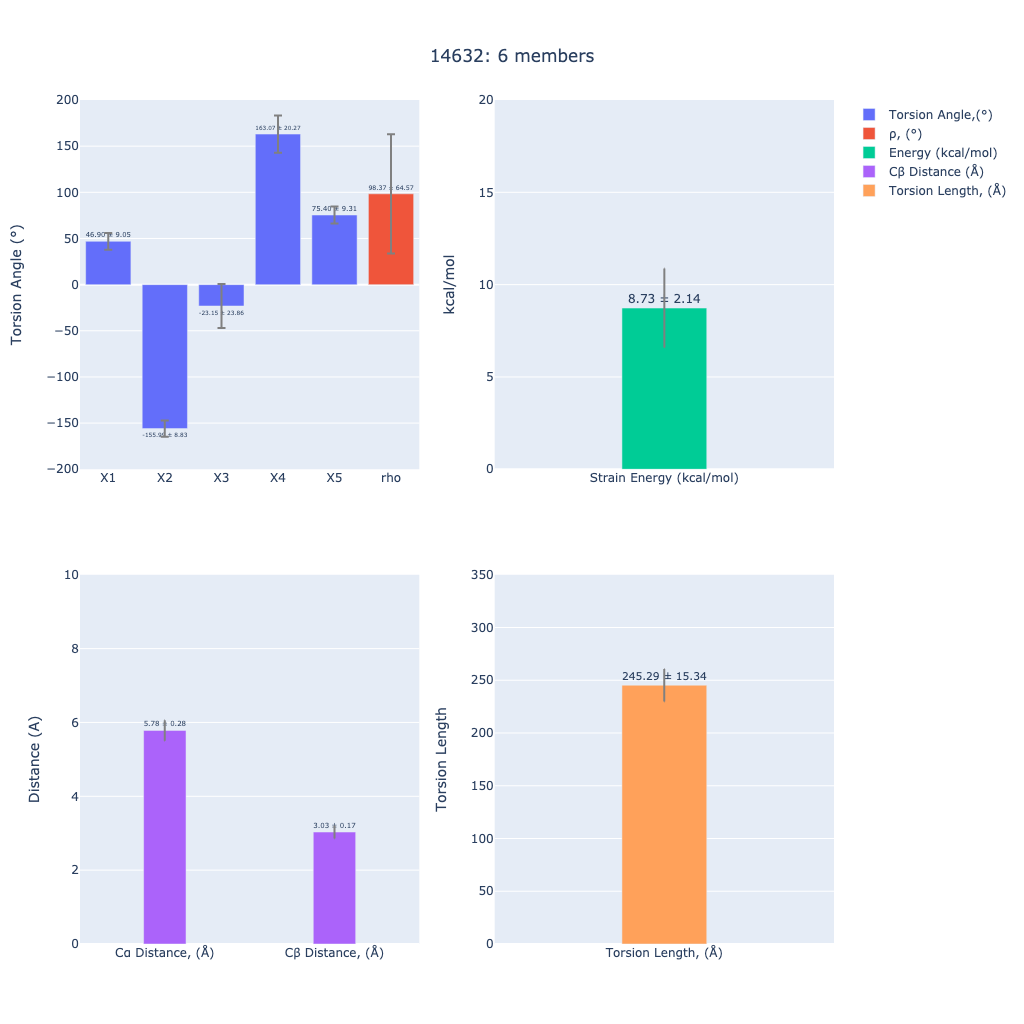 14632: 6 members
Torsion Angle (°)
200
150
100
50
0
−50
−100
−150
−200
46.90 ± 9.05
-23.15 ± 23.86
163.07 ± 20.27
75.40 ± 9.31
98.37 ± 64.57
X1
X2
X3
X4
X5
rho
kcal/mol
20
15
10
5
0
8.73 ± 2.14
Strain Energy (kcal/mol)
Torsion Angle,(°)
ρ, (°)
Energy (kcal/mol)
Cβ Distance (Å)
Torsion Length, (Å)
Distance (A)
10
8
6
4
2
0
5.78 ± 0.28
3.03 ± 0.17
Cα Distance, (Å)
Cβ Distance, (Å)
Torsion Length
350
300
250
200
150
100
50
0
245.29 ± 15.34
Torsion Length, (Å)